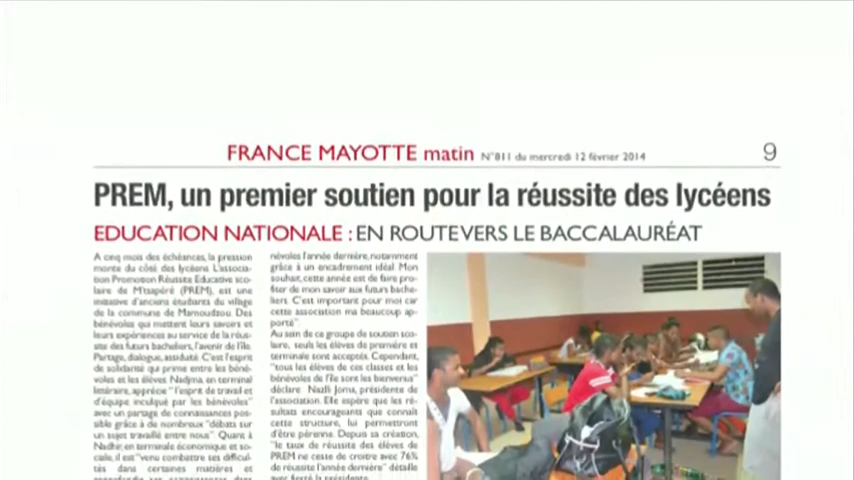 FRANCE MAYOTTE matin N°811 du mercredi 12 février 2014 9
PREM, un premier soutien pour la réussite des lycéens
EDUCATION NATIONALE : EN ROUTE VERS LE BACCALAURÉAT
A cinq mois des échéances, la pression
monte du côté des lycéens. L'associa-
tion Promotion Réussite Educative sco-
laire de M'tsapéré (PREM), est une
initiative d'anciens étudiants du village
de la commune de Mamoudzou. Des
bénévoles qui mettent leurs savoirs et
leurs expériences au service de la réus-
site des futurs bacheliers, l'avenir de l'île.
Partage, dialogue, assiduité. C'est l'esprit
de solidarité qui prime entre les béné-
voles et les élèves. Nadjma, en terminal
littéraire, apprécie "l'esprit de travail et
d'équipe inculqué par les bénévoles"
avec un partage de connaissances pos-
sible grâce à de nombreux "débats sur
un sujet travaillé entre nous". Quant à
Nadhir, en terminale économique et so-
ciale, il est "venu combattre ses difficul-
tés dans certaines matières et
névoles l'année dernière, notamment
grâce à un encadrement idéal. Mon
souhait, cette année est de faire pro-
fiter de mon savoir aux futurs bache-
liers. C'est important pour moi car
cette association ma beaucoup ap-
porté".
Au sein de ce groupe de soutien sco-
laire, seuls les élèves de première et
terminale sont acceptés. Cependant,
"tous les élèves de ces classes et les
bénévoles de l'île sont les bienvenus"
déclare Nazli Joma, présidente de
l'association. Elle espère que les ré-
sultats encourageants que connaît
cette structure, lui permettront
d'être pérenne. Depuis sa création,
"le taux de réussite des élèves de
PREM ne cesse de croitre avec 76%
de réussite l'année dernière" détaille
avec fierté la présidente.